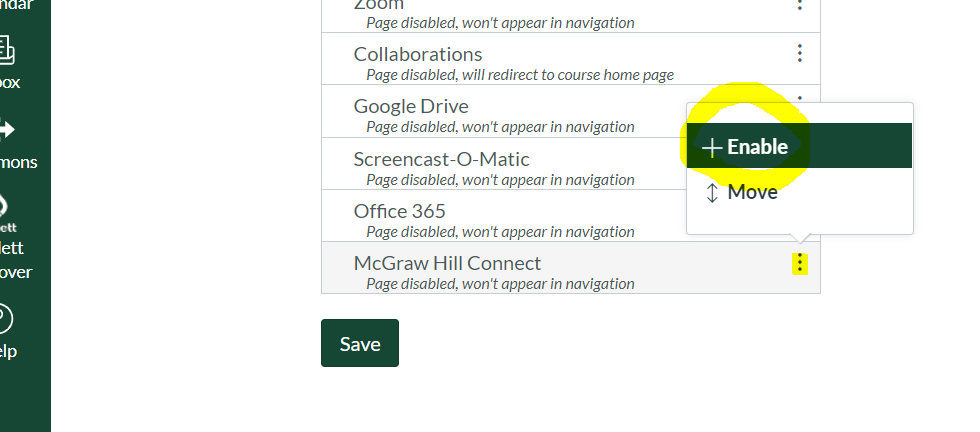 ndar
Zoom
Page disabled, won't appear in navigation
box
Collaborations
Page disabled, will redirect to course home page
Google Drive
Page disabled, won't appear in navigation
mons
Screencast-O-Matic
Page disabled, won't appear in navigation
Enable
Move
Office 365
Page disabled, won't appear in navigation
ett
lett
over
McGraw Hill Connect
Page disabled, won't appear in navigation
elp
Save